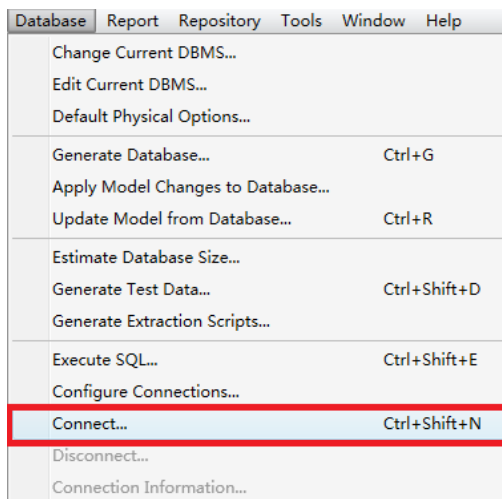 Database Report Repository Tools Window Help
Change Current DBMS...
Edit Current DBMS...
Default Physical Options...
Generate Database... Ctrl+G
Apply Model Changes to Database...
Update Model from Database... Ctrl+R
Estimate Database Size...
Generate Test Data... Ctrl+Shift+D
Generate Extraction Scripts...
Execute SQL... Ctrl+Shift+E
Configure Connections...
Connect... Ctrl+Shift+N
Disconnect...
Connection Information...